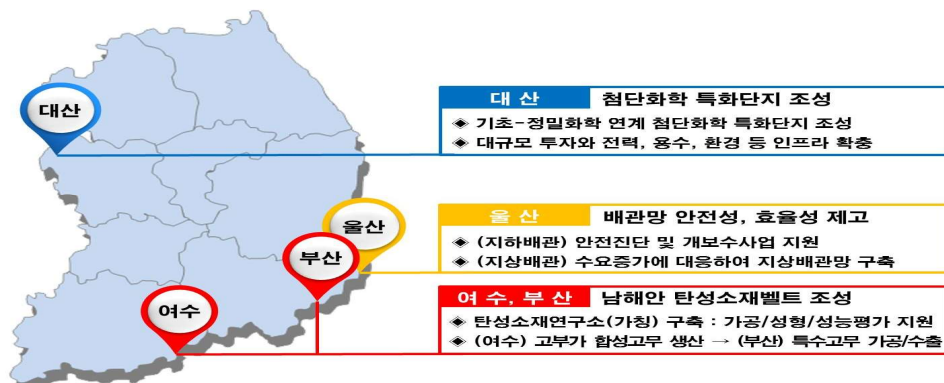 대산
울산
부산
여수
대 산 첨단화학 특화단지 조성
◈ 기초-정밀화학 연계 첨단화학 특화단지 조성
◈ 대규모 투자와 전력, 용수, 환경 등 인프라 확충
울 산 배관망 안전성, 효율성 제고
◈ (지하배관) 안전진단 및 개보수사업 지원
◈ (지상배관) 수요증가에 대응하여 지상배관망 구축
여 수, 부 산 남해안 탄성소재벨트 조성
◈ 탄성소재연구소(가칭) 구축 : 가공/성형/성능평가 지원
◈ (여수) 고부가 합성고무 생산 → (부산) 특수고무 가공/수출